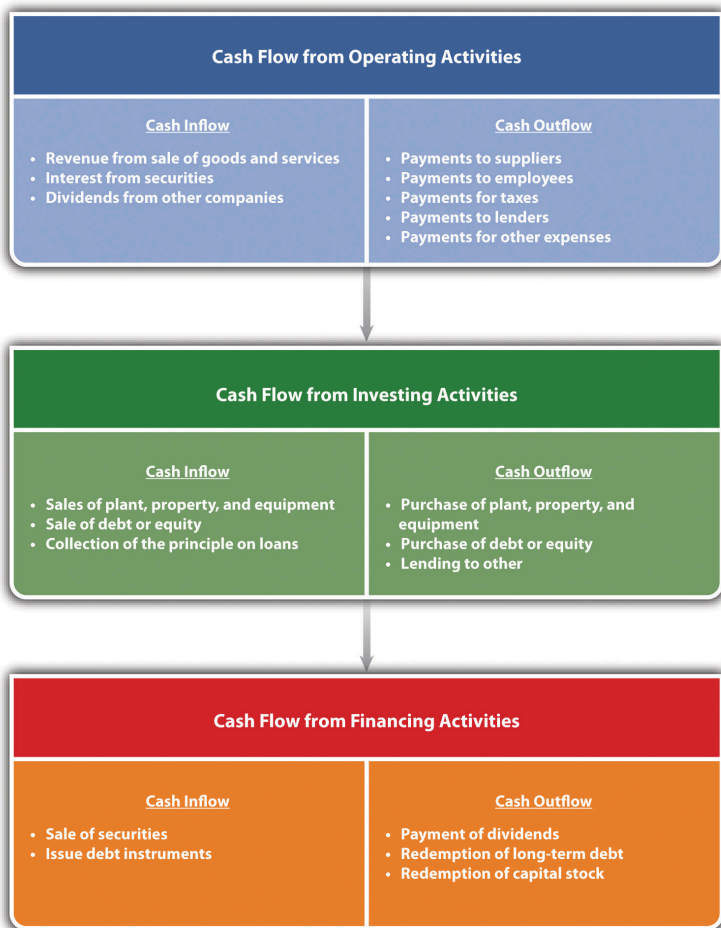 Cash Flow from Operating Activities
Cash Inflow
• Revenue from sale of goods and services
• Interest from securities
• Dividends from other companies
Cash Outflow
• Payments to suppliers
• Payments to employees
• Payments for taxes
• Payments to lenders
• Payments for other expenses
Cash Flow from Investing Activities
Cash Inflow
• Sales of plant, property, and equipment
• Sale of debt or equity
• Collection of the principle on loans
Cash Outflow
• Purchase of plant, property, and
equipment
• Purchase of debt or equity
• Lending to other
Cash Flow from Financing Activities
Cash Inflow
• Sale of securities
• Issue debt instruments
Cash Outflow
• Payment of dividends
• Redemption of long-term debt
• Redemption of capital stock